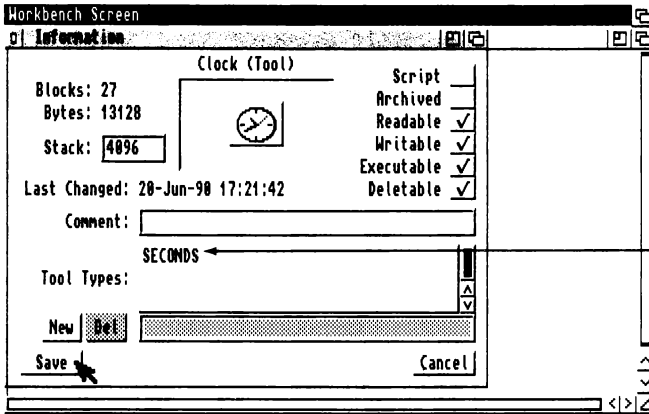 Workbench Screen
Information
Clock (Tool)
Blocks: 27
Bytes: 13128
Stack: 4096
Script
Archived
Readable ✓
Writable ✓
Executable ✓
Deletable ✓
Last Changed: 20-Jun-90 17:21:42
Comment:
SECONDS
Tool Types:
New
Del
Save
Cancel